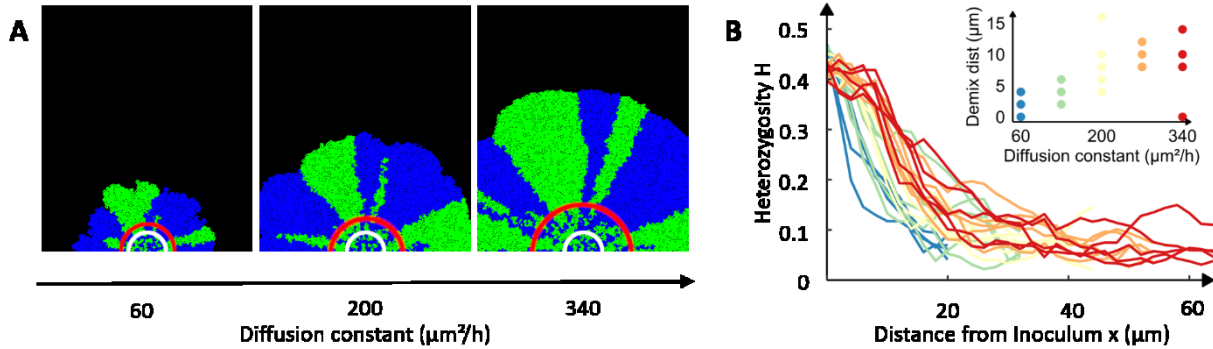 A
60
200
340
Diffusion constant (µm²/h)
B
Heterozygosity H
0.5
0.4
0.3
0.2
0.1
0
20
40
60
Distance from Inoculum x (µm)
Demix dist (µm)
15
10
5
0
60
200
340
Diffusion constant (µm²/h)